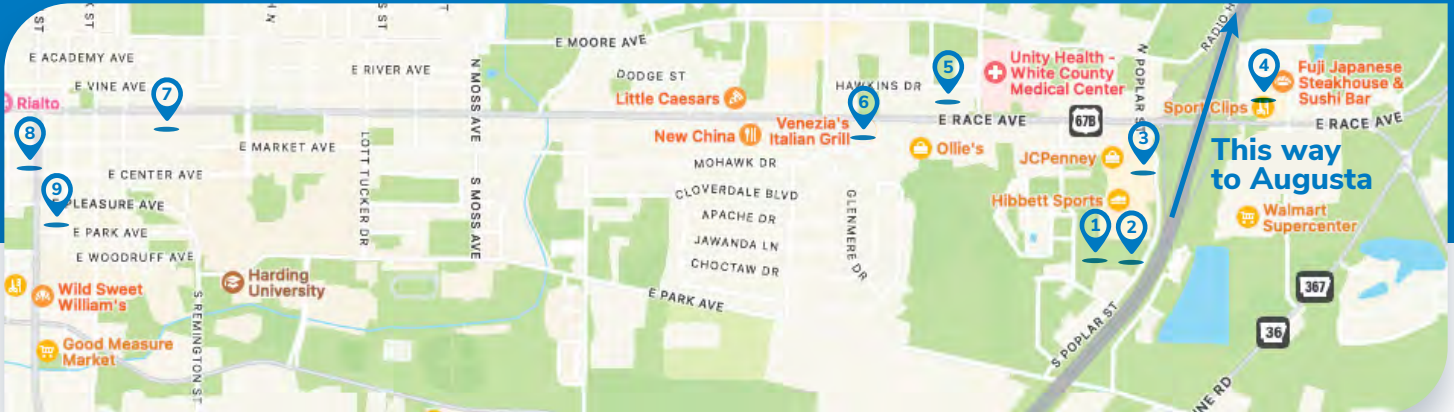 ST
K ST
H N
S ST
E ACADEMY AVE
E VINE AVE
E RIVER AVE
N MOSS AVE
E MOORE AVE
DODGE ST
HAWKINS DR
Unity Health -
White County
Medical Center
N POPLAR ST
RADIO H
Fuji Japanese
Steakhouse &
Sushi Bar
Sport Clips
Rialto
7
8
9
5
6
4
3
1
2
Little Caesars
New China
Venezia's
Italian Grill
E RACE AVE
67B
E RACE AVE
Ollie's
JCPenney
Hibbett Sports
This way
to Augusta
Walmart
Supercenter
E MARKET AVE
E CENTER AVE
E PLEASURE AVE
E PARK AVE
E WOODRUFF AVE
LOTT TUCKER DR
S MOSS AVE
MOHAWK DR
CLOVERDALE BLVD
APACHE DR
JAWANDA LN
CHOCTAW DR
GLENMERE DR
E PARK AVE
Harding
University
Wild Sweet
William's
Good Measure
Market
S REMINGTON ST
S POPLAR ST
367
36
NE RD